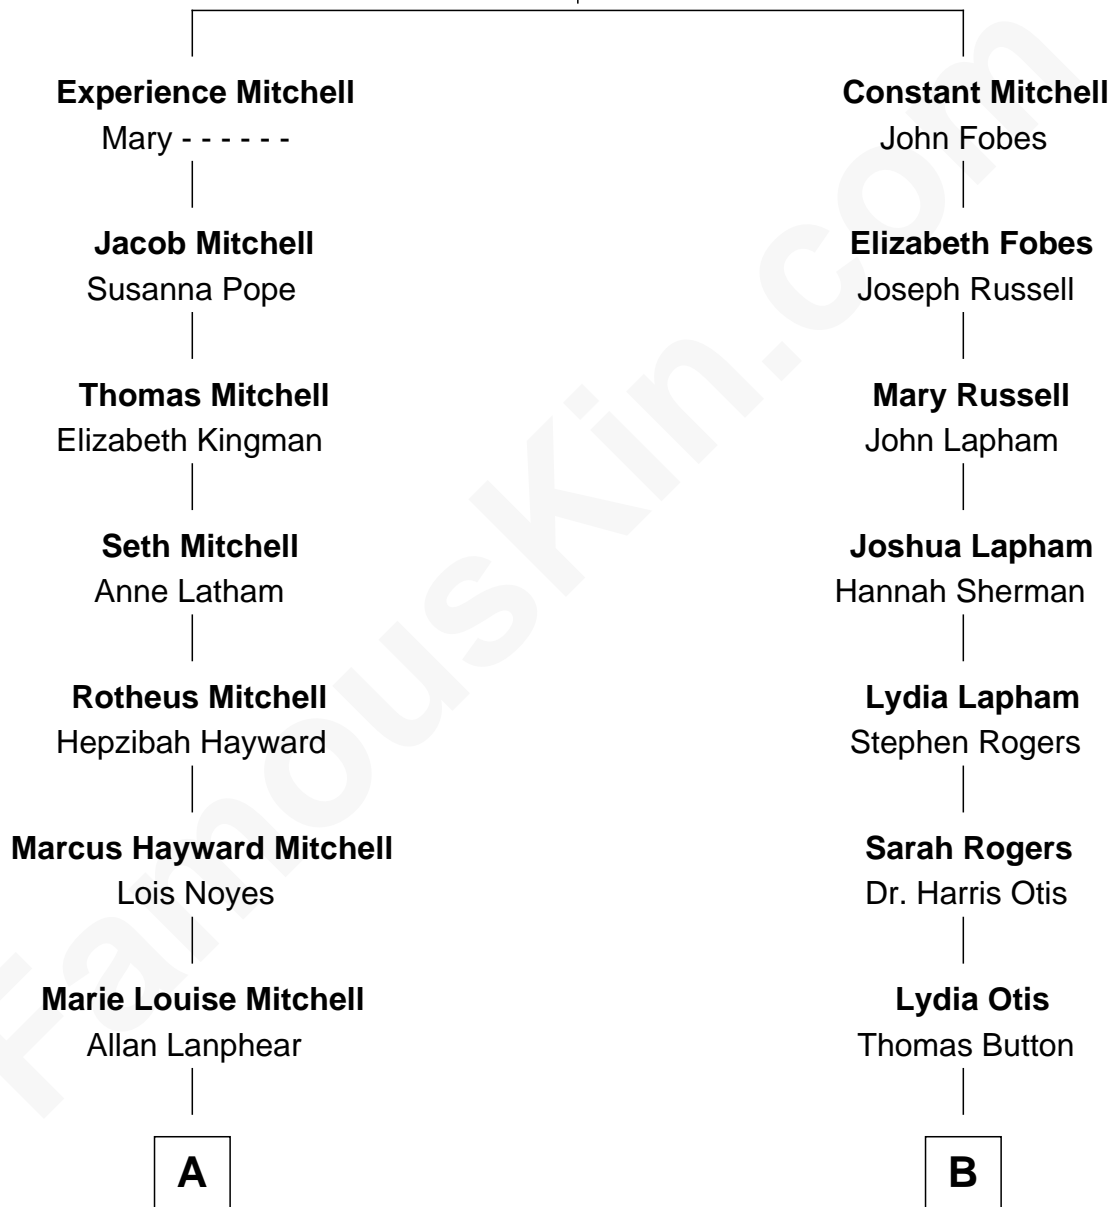 Experience Mitchell
Mary - - - - - -
Jacob Mitchell
Susanna Pope
Thomas Mitchell
Elizabeth Kingman
Seth Mitchell
Anne Latham
Rotheus Mitchell
Hepzibah Hayward
Marcus Hayward Mitchell
Lois Noyes
Marie Louise Mitchell
Allan Lanphear
A
Constant Mitchell
John Fobes
Elizabeth Fobes
Joseph Russell
Mary Russell
John Lapham
Joshua Lapham
Hannah Sherman
Lydia Lapham
Stephen Rogers
Sarah Rogers
Dr. Harris Otis
Lydia Otis
Thomas Button
B
FamousKin.com